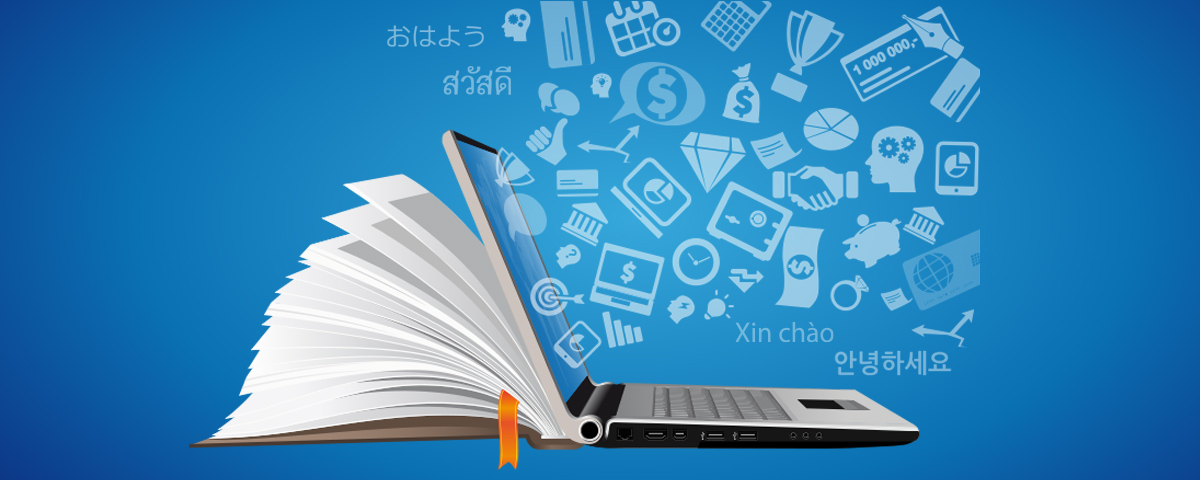 おはよう
สวัสดี
1 000 000,-
$
$
$
$
Xin chào
안녕하세요